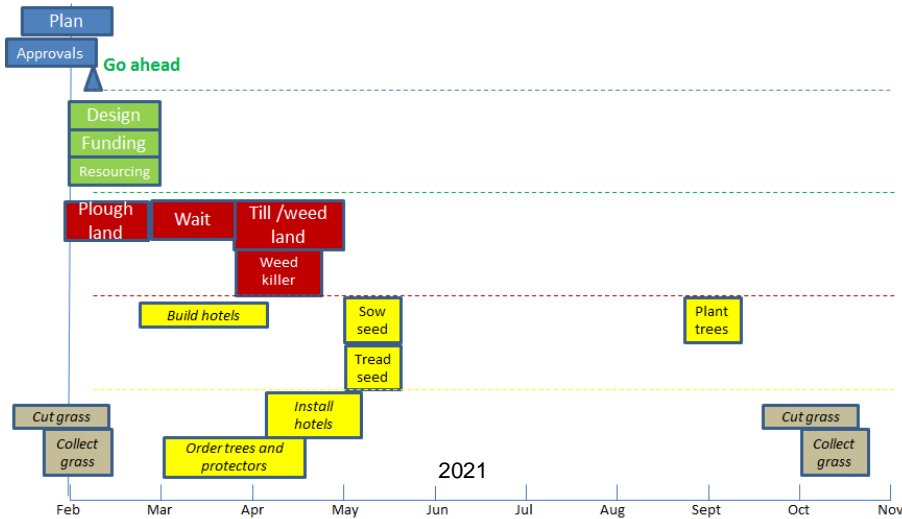 Plan
Approvals
Go ahead
Design
Funding
Resourcing
Plough
land
Wait
Till /weed
land
Weed
killer
Build hotels
Sow
seed
Plant
trees
Tread
seed
Install
hotels
Cut grass
Cut grass
Collect
grass
Order trees and
protectors
Collect
grass
2021
Feb Mar Apr May Jun Jul Aug Sept Oct Nov